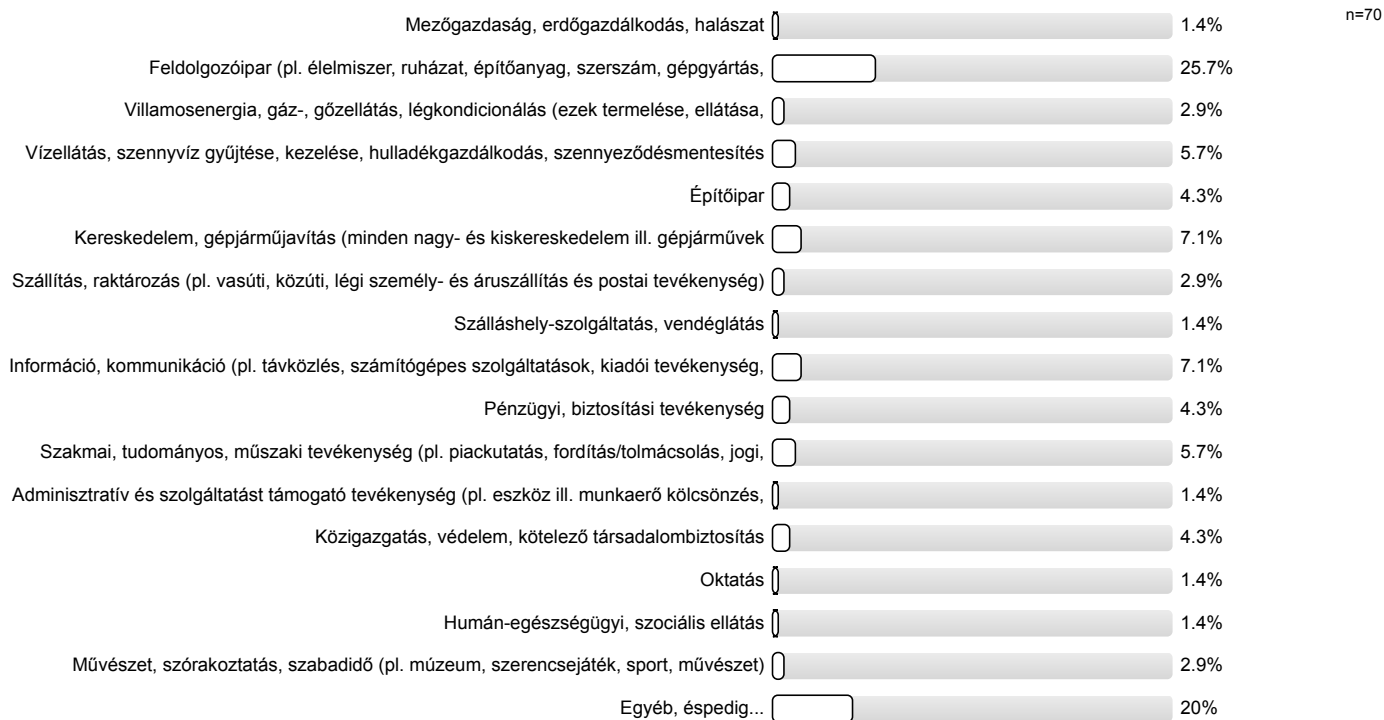 n=70
Mezőgazdaság, erdőgazdálkodás, halászat 1.4%
Feldolgozóipar (pl. élelmiszer, ruházat, építőanyag, szerszám, gépgyártás, 25.7%
Villamosenergia, gáz-, gőzellátás, légkondicionálás (ezek termelése, ellátása, 2.9%
Vízellátás, szennyvíz gyűjtése, kezelése, hulladékgazdálkodás, szennyeződésmentesítés 5.7%
Építőipar 4.3%
Kereskedelem, gépjárműjavítás (minden nagy- és kiskereskedelem ill. gépjárművek 7.1%
Szállítás, raktározás (pl. vasúti, közúti, légi személy- és áruszállítás és postai tevékenység) 2.9%
Szálláshely-szolgáltatás, vendéglátás 1.4%
Információ, kommunikáció (pl. távközlés, számítógépes szolgáltatások, kiadói tevékenység, 7.1%
Pénzügyi, biztosítási tevékenység 4.3%
Szakmai, tudományos, műszaki tevékenység (pl. piackutatás, fordítás/tolmácsolás, jogi, 5.7%
Adminisztratív és szolgáltatást támogató tevékenység (pl. eszköz ill. munkaerő kölcsönzés, 1.4%
Közigazgatás, védelem, kötelező társadalombiztosítás 4.3%
Oktatás 1.4%
Humán-egészségügyi, szociális ellátás 1.4%
Művészet, szórakoztatás, szabadidő (pl. múzeum, szerencsejáték, sport, művészet) 2.9%
Egyéb, éspedig... 20%